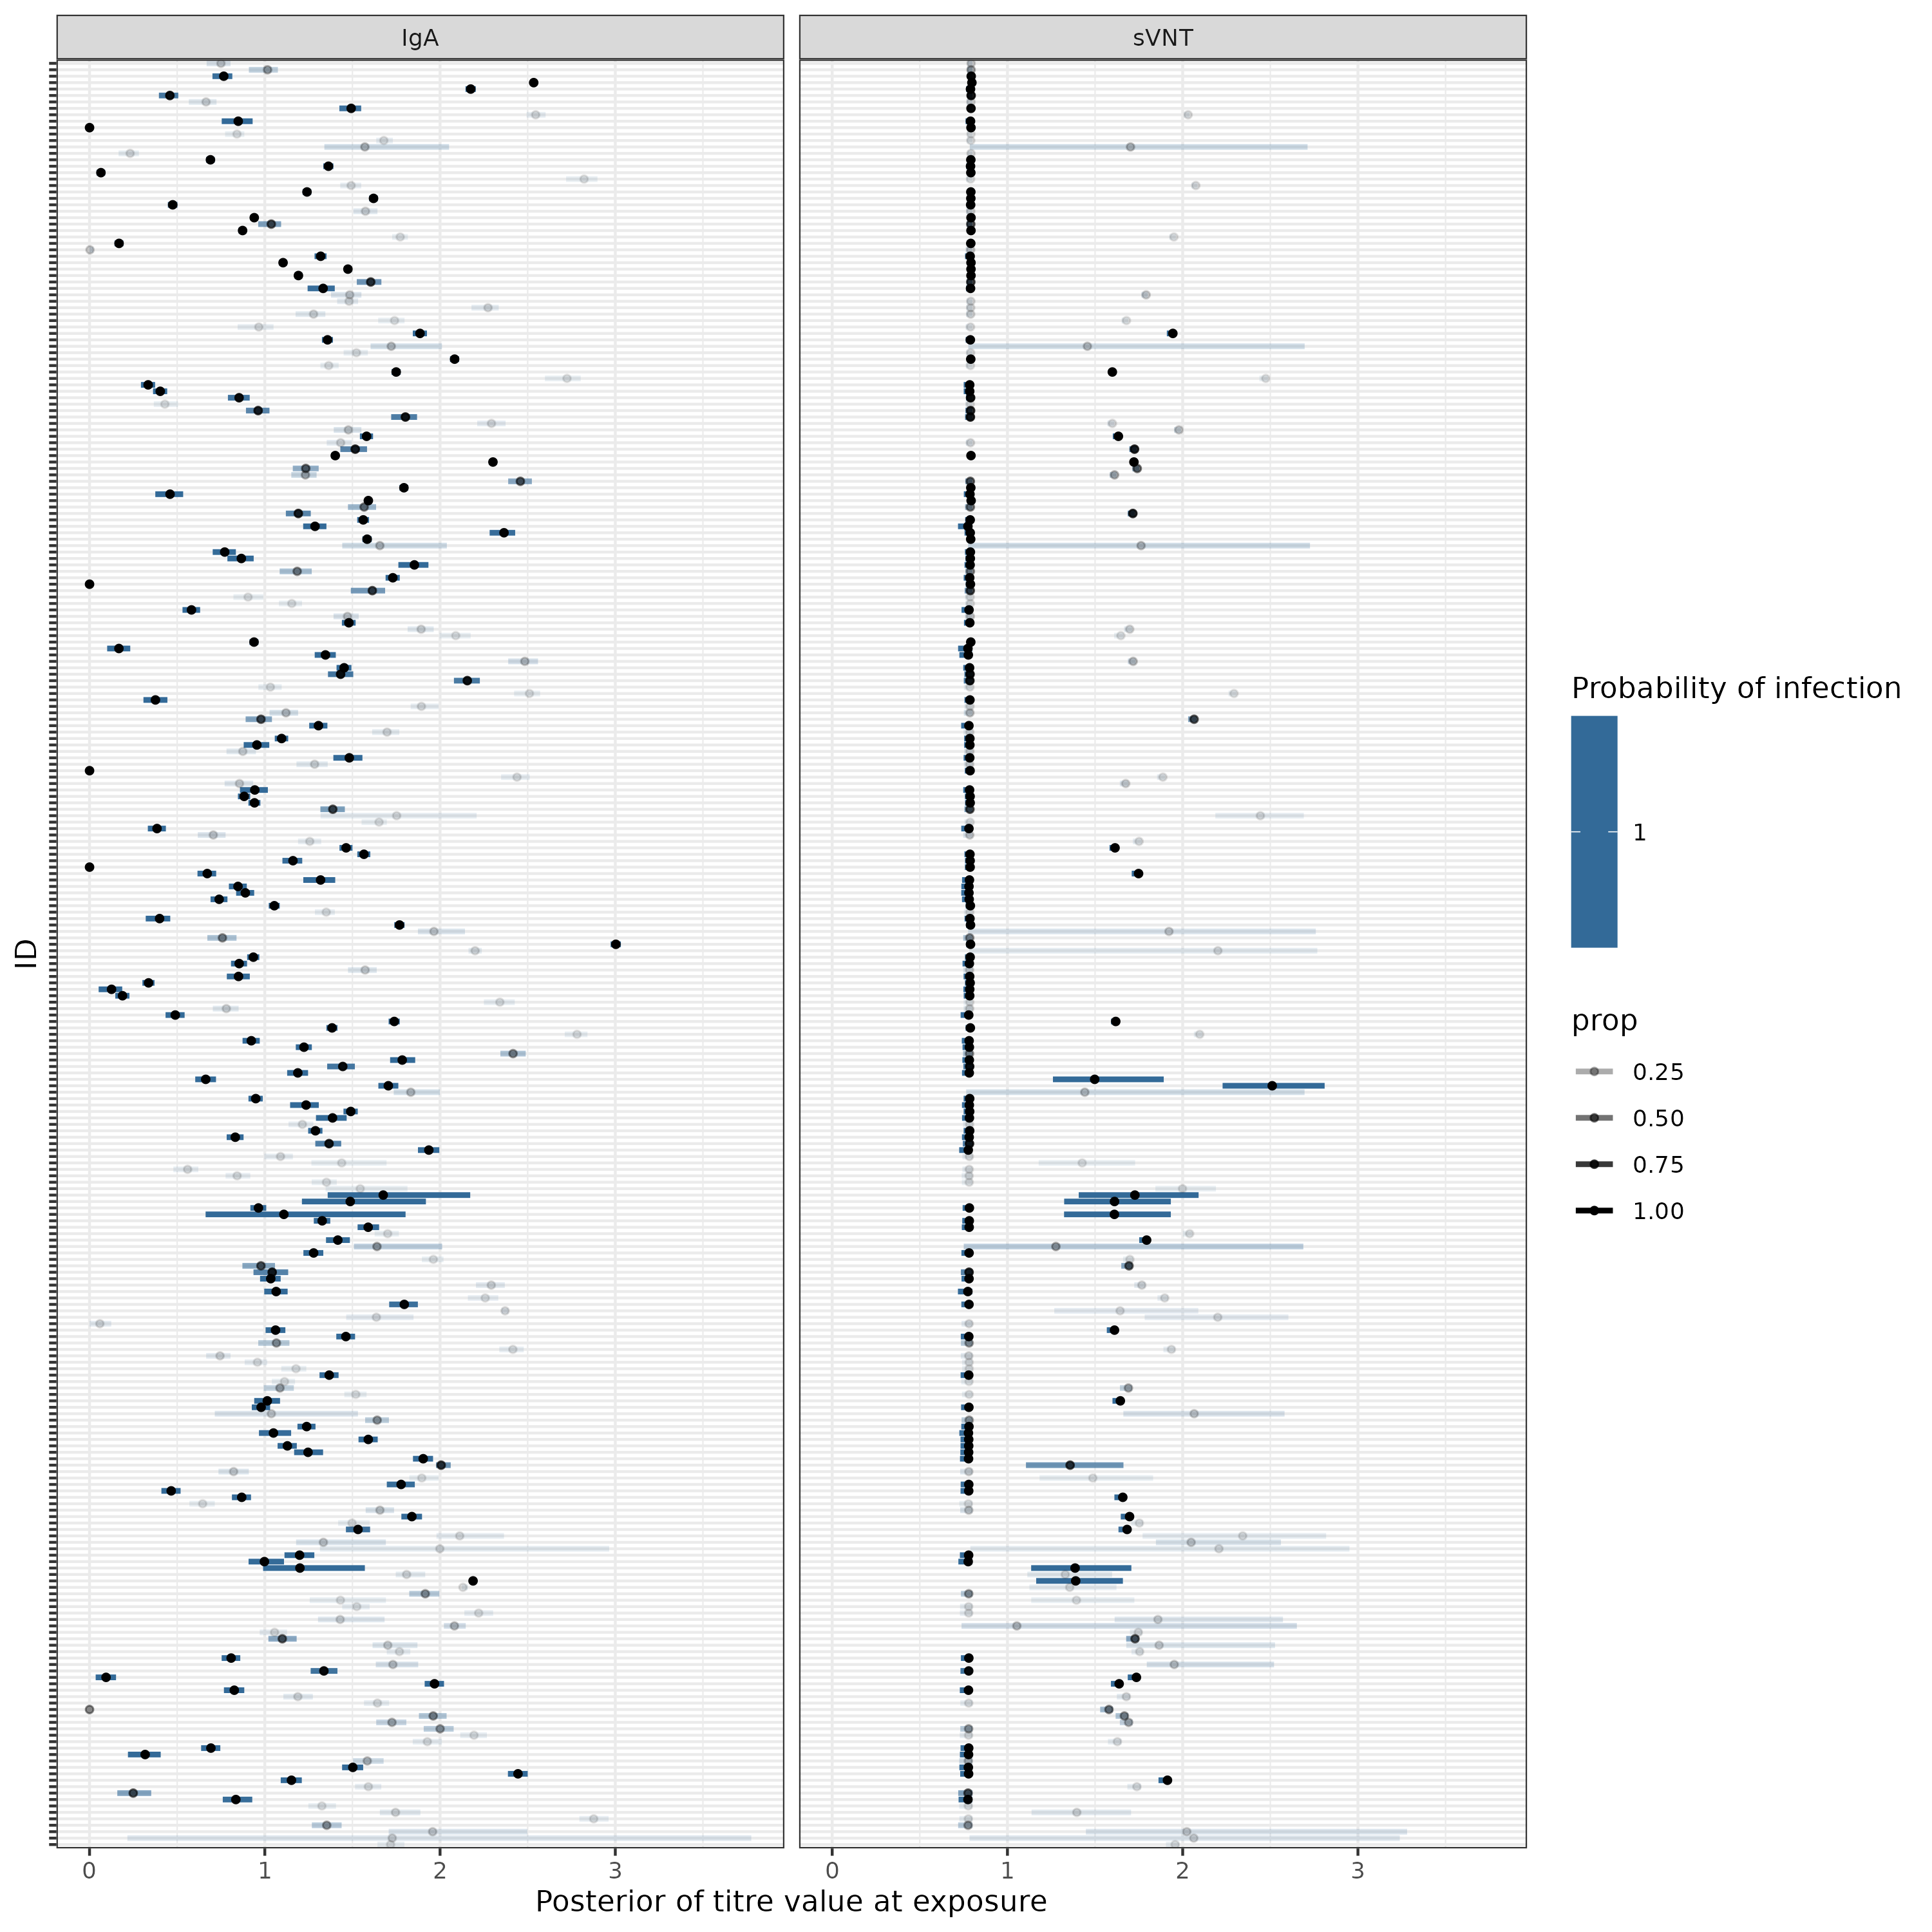 IgA
sVNT
ID
0 1 2 3
0 1 2 3
Posterior of titre value at exposure
Probability of infection
1
prop
0.25
0.50
0.75
1.00